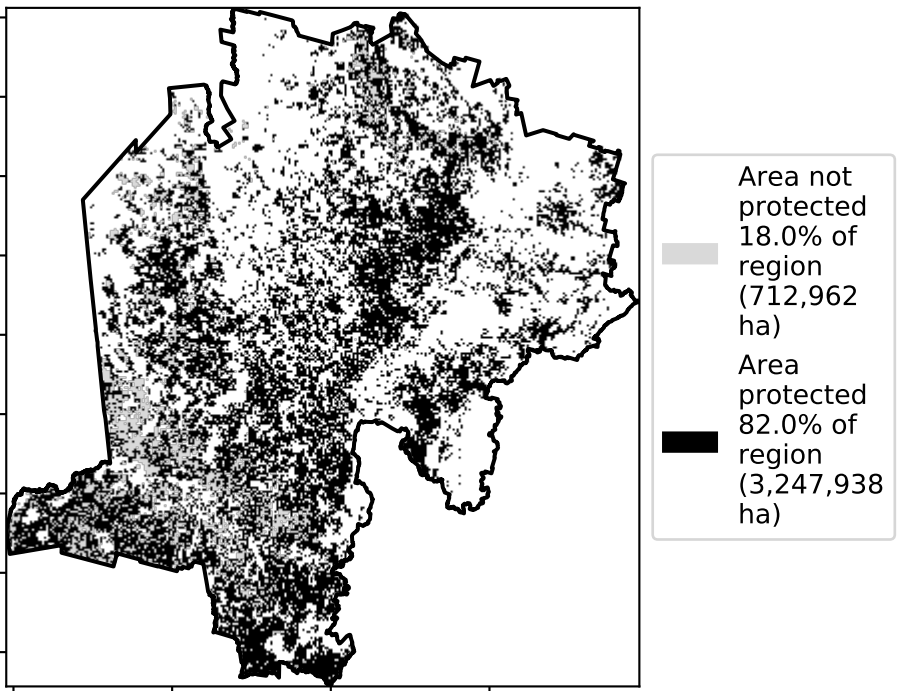 Area not
protected
18.0% of
region
(712,962
ha)
Area
protected
82.0% of
region
(3,247,938
ha)